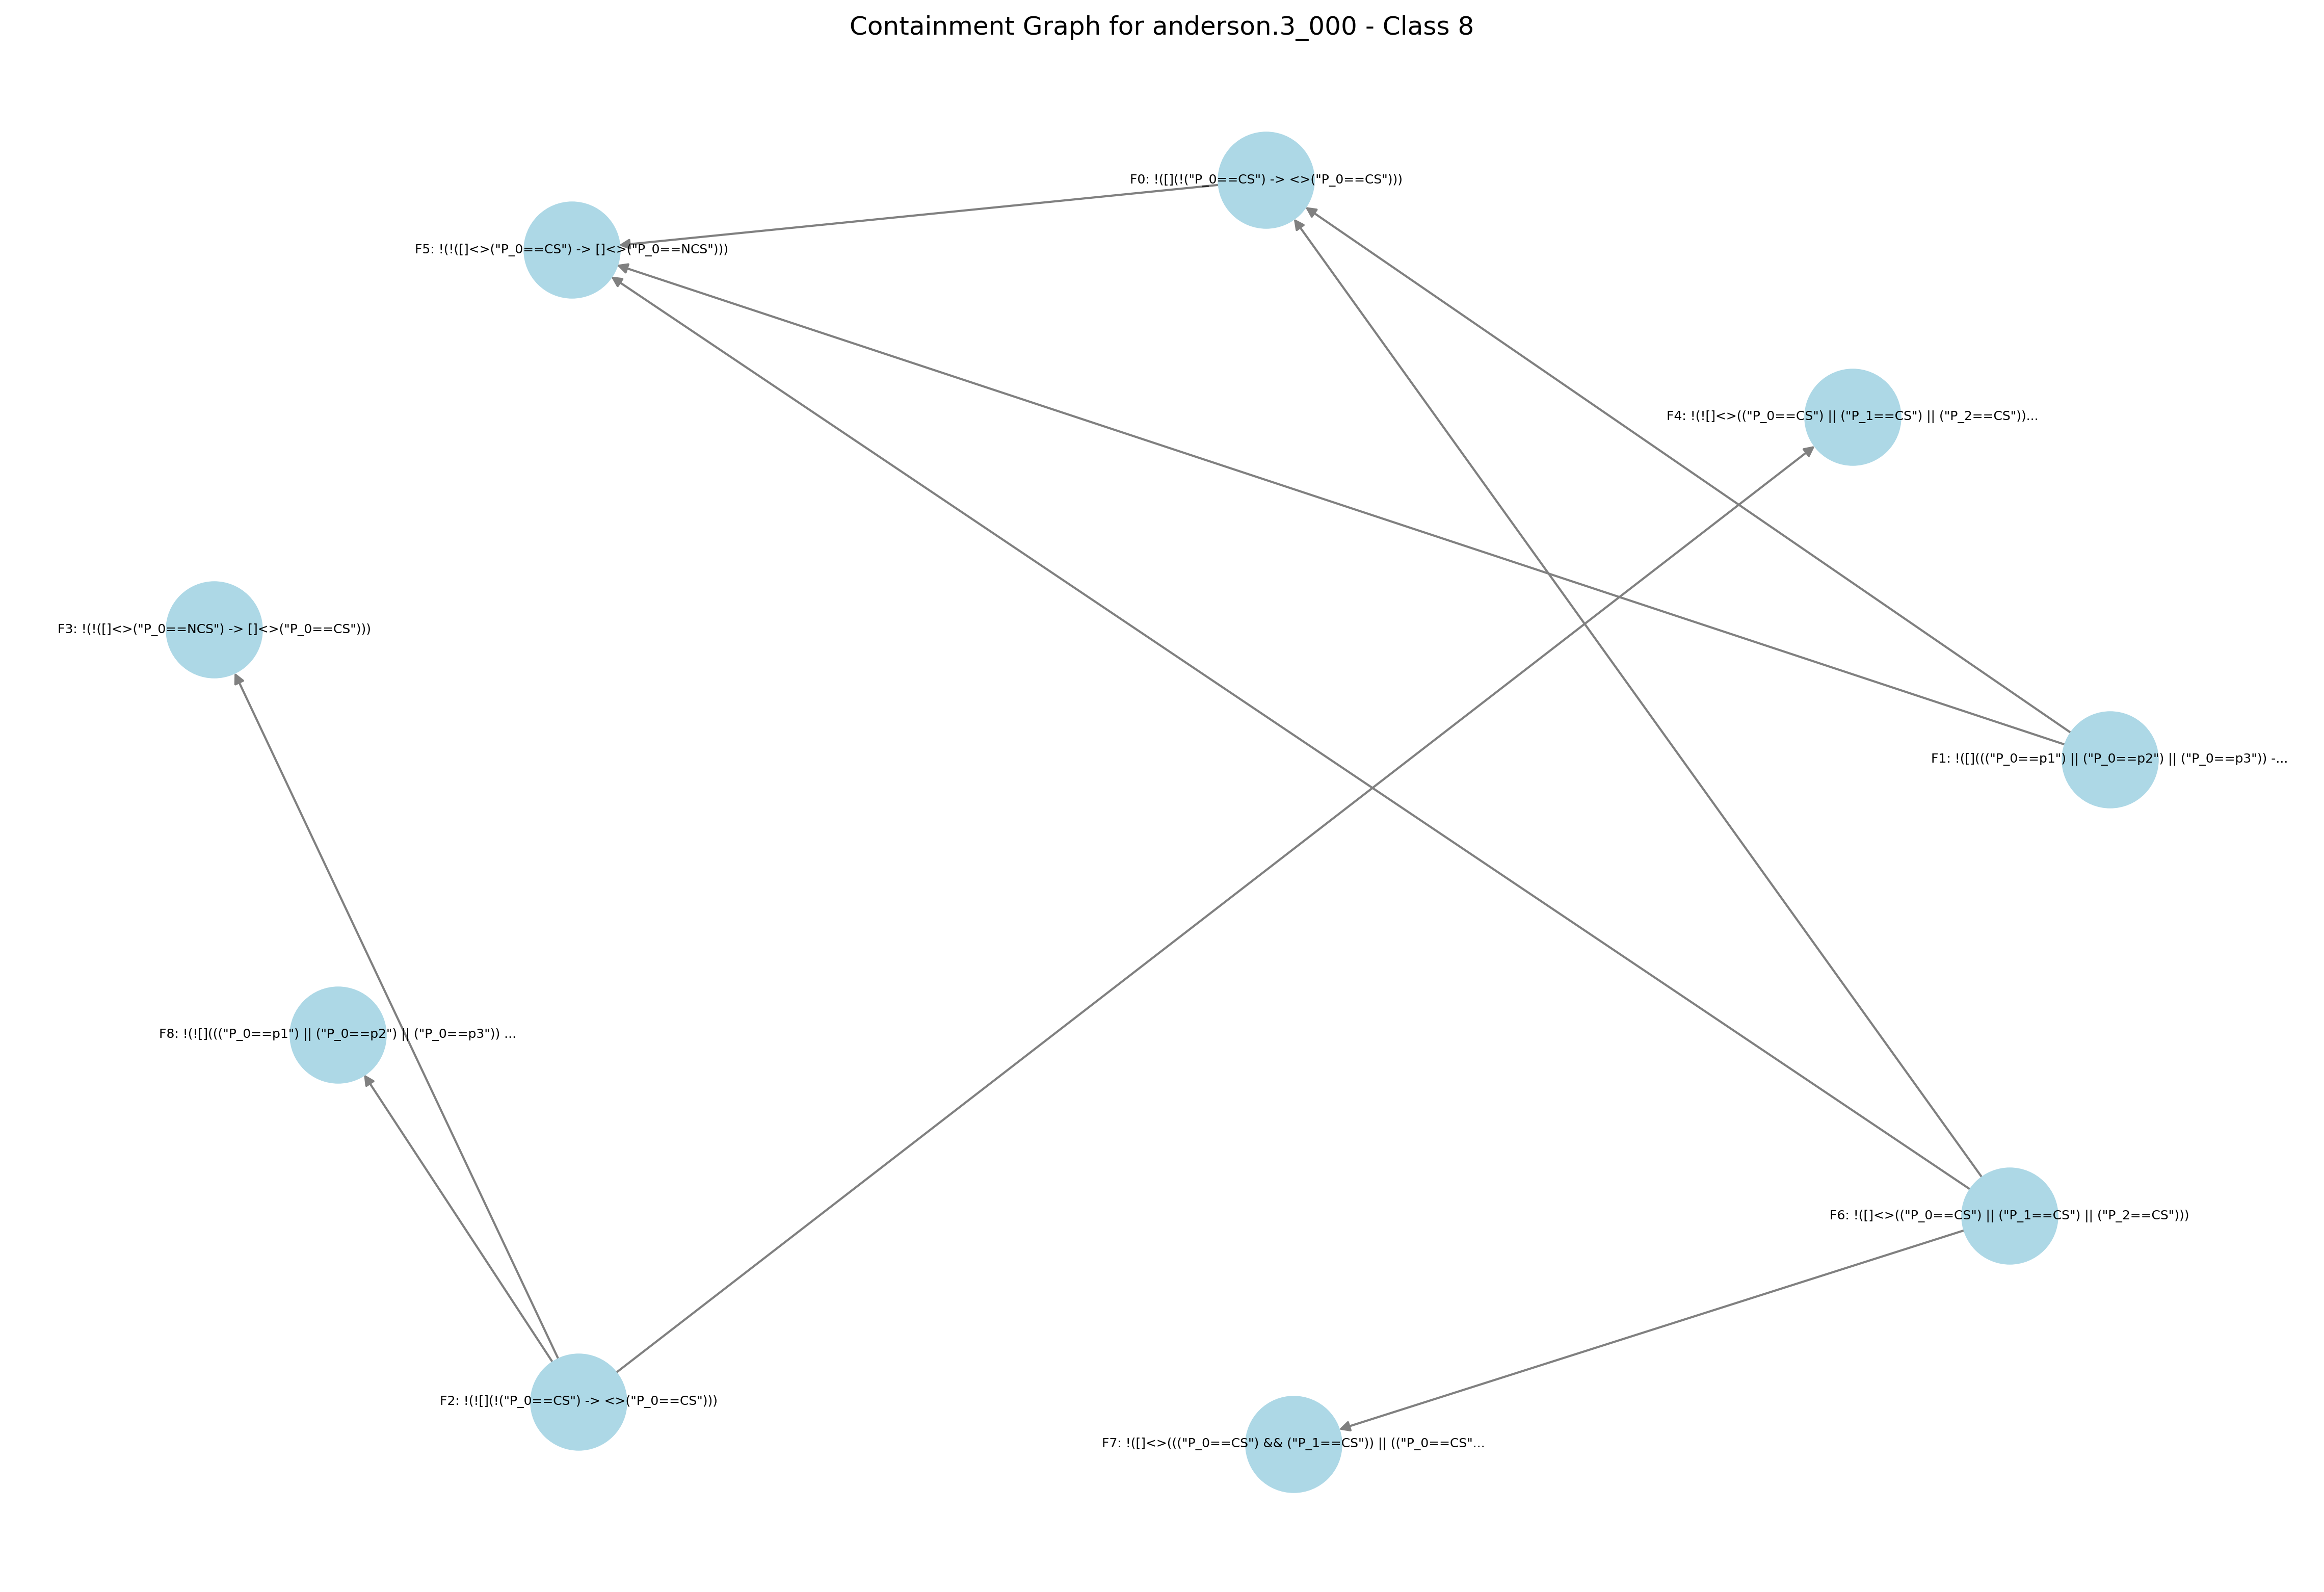 Containment Graph for anderson.3_000 - Class 8
F0: !([](!("P_0==CS") -> <>("P_0==CS")))
F5: !(!([]<>("P_0==CS") -> []<>("P_0==NCS")))
F4: !(![]<>(("P_0==CS") || ("P_1==CS") || ("P_2==CS"))...
F3: !(!([]<>("P_0==NCS") -> []<>("P_0==CS")))
F1: !([]((("P_0==p1") || ("P_0==p2") || ("P_0==p3")) -...
F8: !(![]((("P_0==p1") || ("P_0==p2") || ("P_0==p3")) ...
F6: !([]<>(("P_0==CS") || ("P_1==CS") || ("P_2==CS")))
F2: !(![](!("P_0==CS") -> <>("P_0==CS")))
F7: !([]<>((("P_0==CS") && ("P_1==CS")) || (("P_0==CS"...